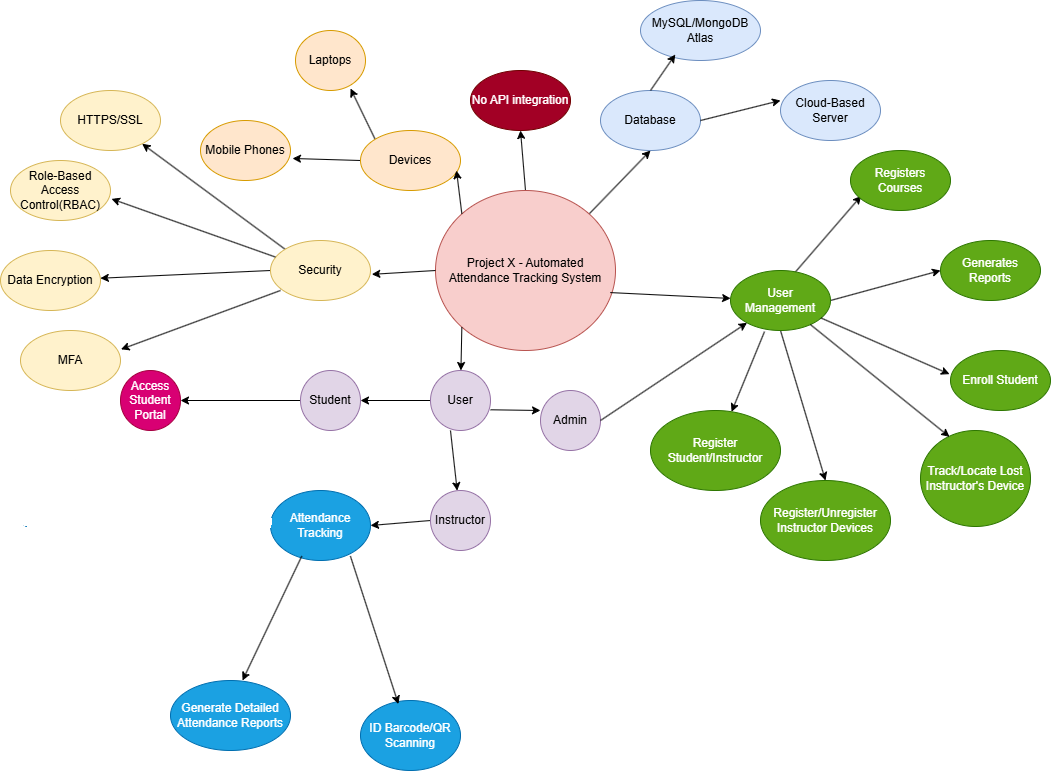 MySQL/MongoDB
Atlas
Laptops
No API integration
Cloud-Based
Server
HTTPS/SSL
Database
Mobile Phones
Devices
Role-Based
Access
Control(RBAC)
Registers
Courses
Project X - Automated
Attendance Tracking System
Security
Generates
Reports
Data Encryption
User
Management
MFA
Access
Student
Portal
Student
User
Admin
Enroll Student
Register
Student/Instructor
Track/Locate Lost
Instructor's Device
Attendance
Tracking
Instructor
Register/Unregister
Instructor Devices
Generate Detailed
Attendance Reports
ID Barcode/QR
Scanning